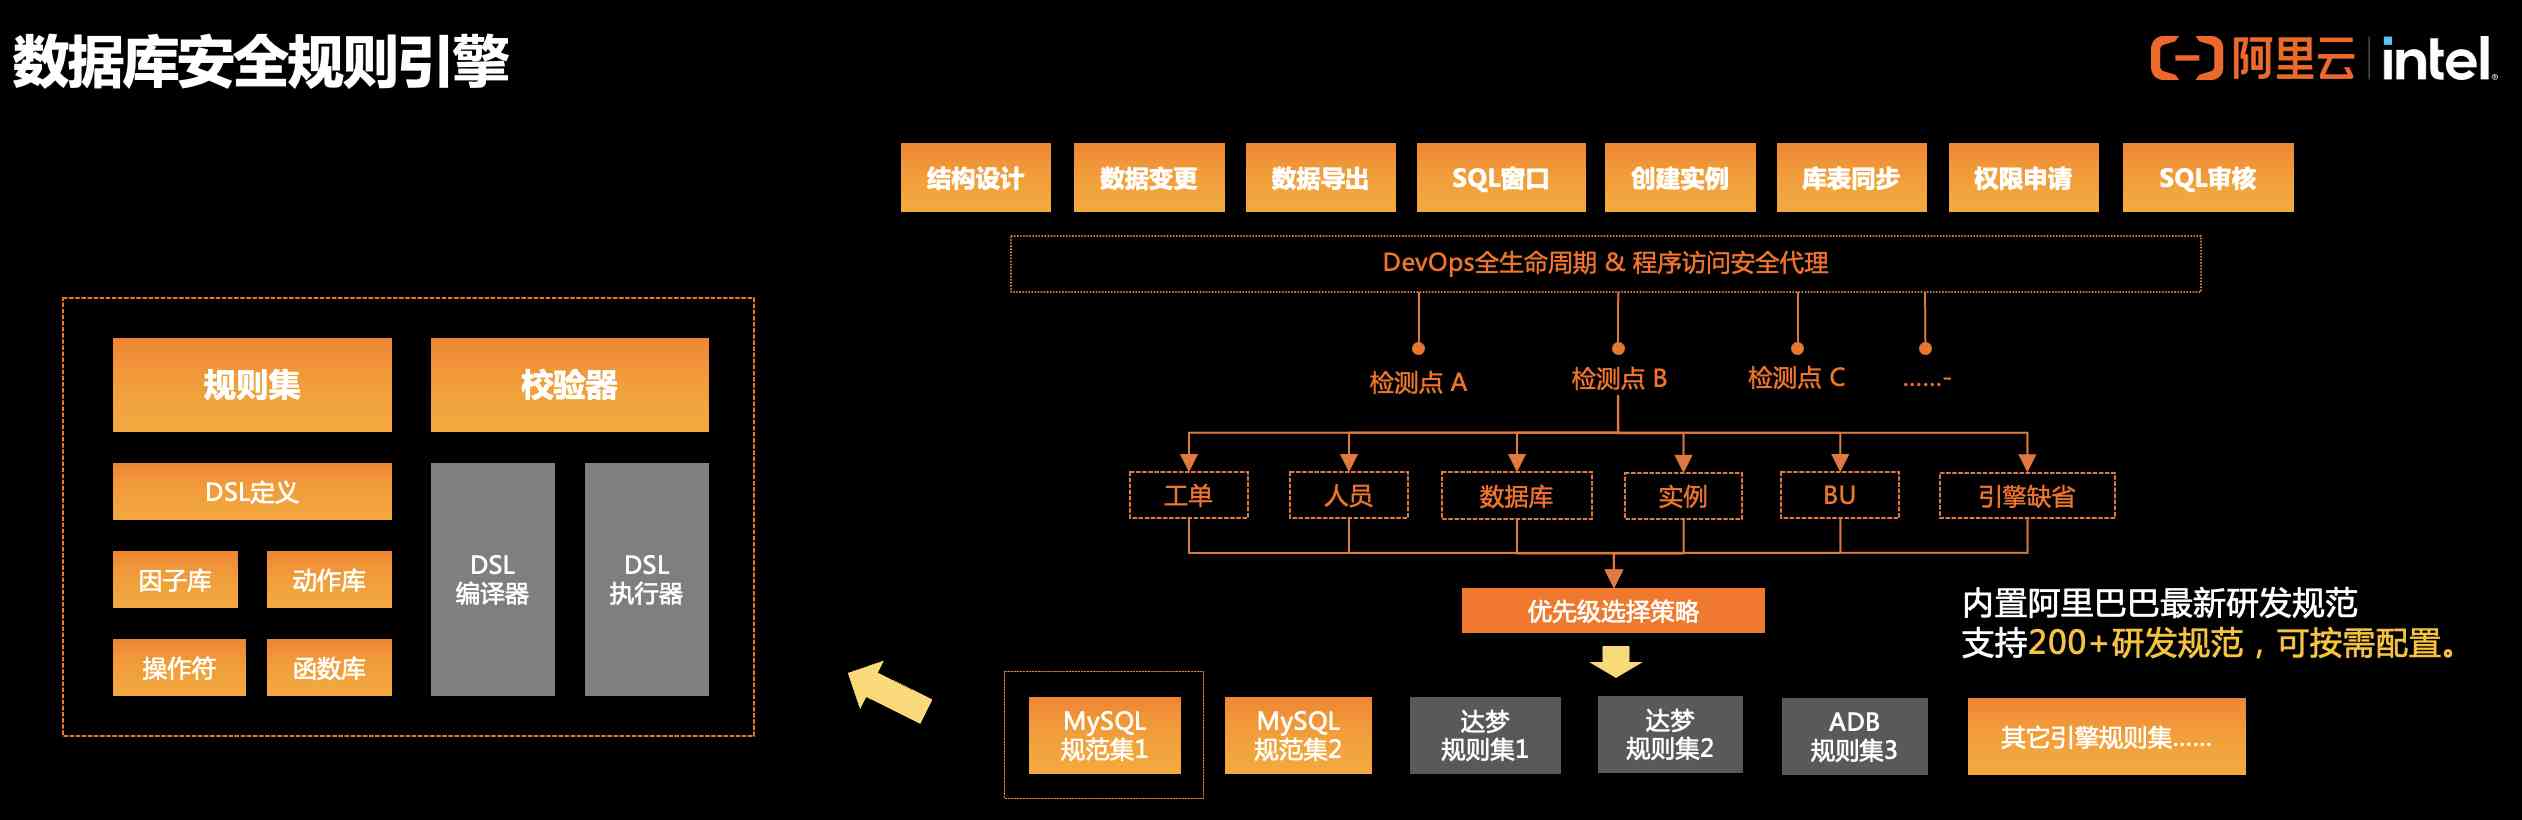 数据库安全规则引擎
阿里云
intel®
结构设计
数据变更
数据导出
SQL窗口
创建实例
库表同步
权限申请
SQL审核
DevOps全生命周期 & 程序访问安全代理
检测点 A
检测点 B
检测点 C
……-
工单
人员
数据库
实例
BU
引擎缺省
优先级选择策略
内置阿里巴巴最新研发规范
支持200+研发规范，可按需配置。
MySQL
规范集1
MySQL
规范集2
达梦
规则集1
达梦
规则集2
ADB
规则集3
其它引擎规则集……
规则集
校验器
DSL定义
因子库
动作库
操作符
函数库
DSL
编译器
DSL
执行器